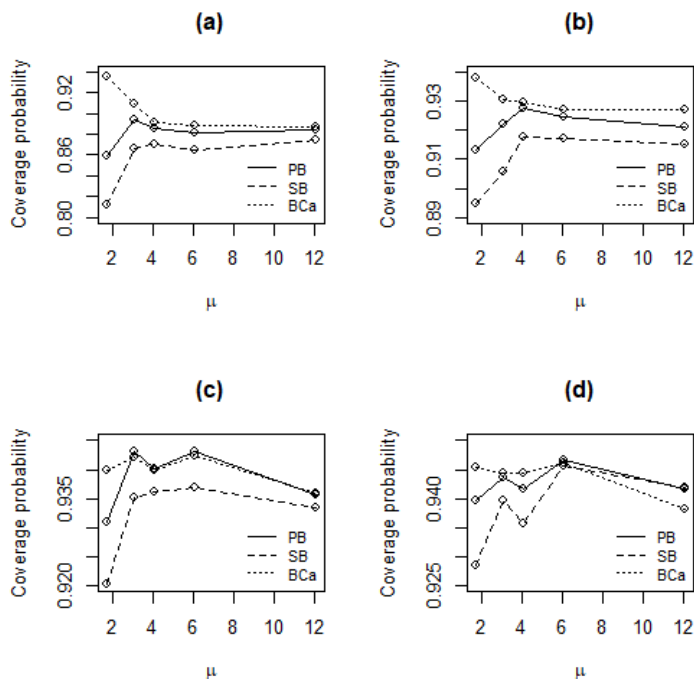 (a)
Coverage probability
0.80 0.86 0.92
PB
SB
BCa
2 4 6 8 10 12
μ
(b)
Coverage probability
0.89 0.91 0.93
PB
SB
BCa
2 4 6 8 10 12
μ
(c)
Coverage probability
0.920 0.935
PB
SB
BCa
2 4 6 8 10 12
μ
(d)
Coverage probability
0.925 0.940
PB
SB
BCa
2 4 6 8 10 12
μ